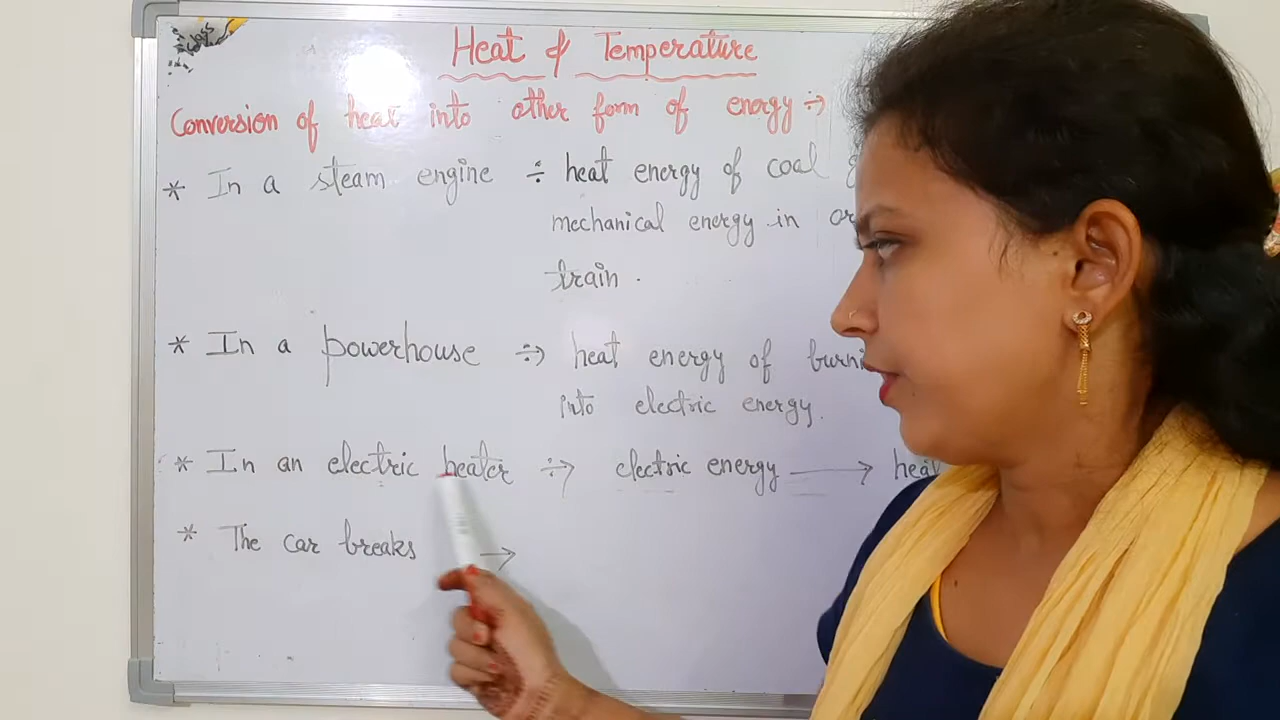 Class
Heat & Temperature
Conversion of heat into other form of energy ÷>
* In a steam engine ÷ heat energy of coal
mechanical energy in
train.
* In a powerhouse ÷> heat energy of
into electric energy.
* In an electric heater ÷> electric energy →
* The car breaks →